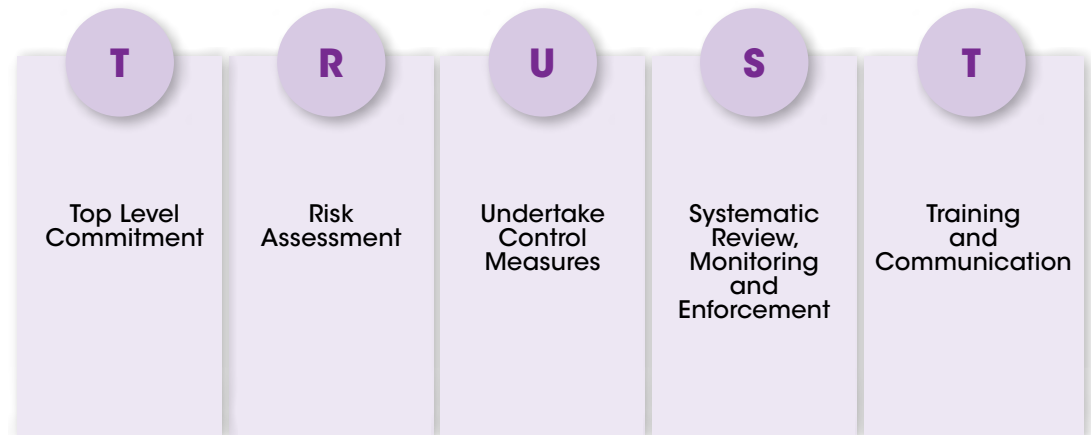 T
Top Level
Commitment
R
Risk
Assessment
U
Undertake
Control
Measures
S
Systematic
Review,
Monitoring
and
Enforcement
T
Training
and
Communication